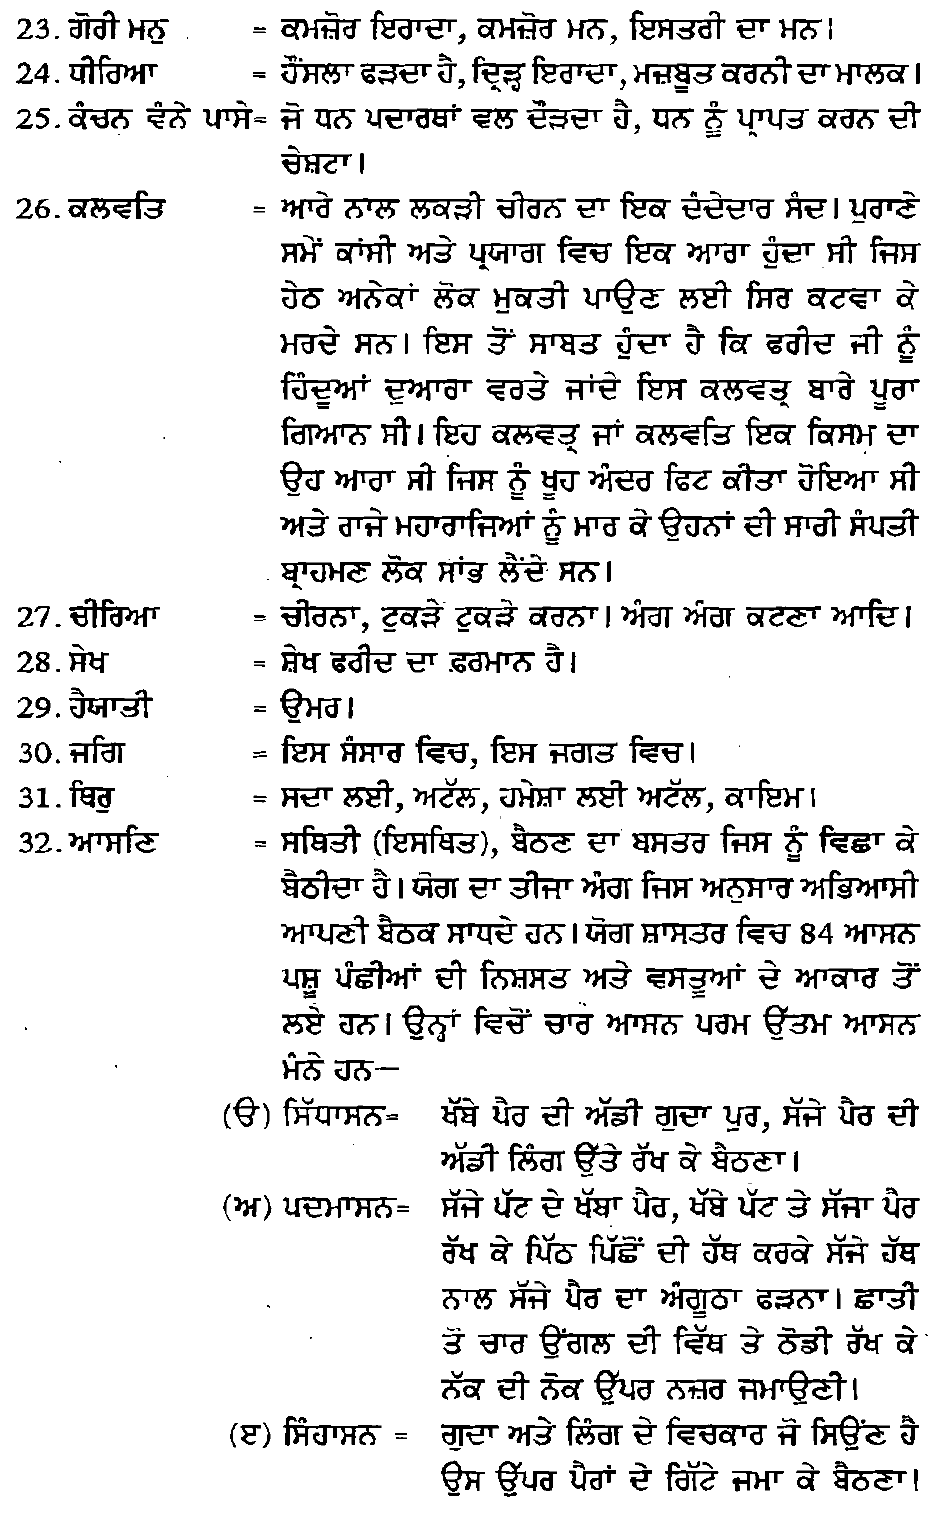 23. ਗੋਰੀ ਮਨੁ = ਕਮਜ਼ੋਰ ਇਰਾਦਾ, ਕਮਜ਼ੋਰ ਮਨ, ਇਸਤਰੀ ਦਾ ਮਨ।
24. ਧੀਰਿਆ = ਹੌਂਸਲਾ ਫੜਦਾ ਹੈ, ਦ੍ਰਿੜ੍ਹ ਇਰਾਦਾ, ਮਜ਼ਬੂਤ ਕਰਨੀ ਦਾ ਮਾਲਕ।
25. ਕੰਚਨ ਵੰਨੇ ਪਾਸੇ= ਜੋ ਧਨ ਪਦਾਰਥਾਂ ਵਲ ਦੌੜਦਾ ਹੈ, ਧਨ ਨੂੰ ਪ੍ਰਾਪਤ ਕਰਨ ਦੀ
ਚੇਸ਼ਟਾ।
26. ਕਲਵਤਿ = ਆਰੇ ਨਾਲ ਲਕੜੀ ਚੀਰਨ ਦਾ ਇਕ ਦੰਦੇਦਾਰ ਸੰਦ। ਪੁਰਾਣੇ
ਸਮੇਂ ਕਾਂਸੀ ਅਤੇ ਪ੍ਰਯਾਗ ਵਿਚ ਇਕ ਆਰਾ ਹੁੰਦਾ ਸੀ ਜਿਸ
ਹੇਠ ਅਨੇਕਾਂ ਲੋਕ ਮੁਕਤੀ ਪਾਉਣ ਲਈ ਸਿਰ ਕਟਵਾ ਕੇ
ਮਰਦੇ ਸਨ। ਇਸ ਤੋਂ ਸਾਬਤ ਹੁੰਦਾ ਹੈ ਕਿ ਫਰੀਦ ਜੀ ਨੂੰ
ਹਿੰਦੂਆਂ ਦੁਆਰਾ ਵਰਤੇ ਜਾਂਦੇ ਇਸ ਕਲਵਤ੍ਰ ਬਾਰੇ ਪੂਰਾ
ਗਿਆਨ ਸੀ। ਇਹ ਕਲਵਤ੍ਰ ਜਾਂ ਕਲਵਤਿ ਇਕ ਕਿਸਮ ਦਾ
ਉਹ ਆਰਾ ਸੀ ਜਿਸ ਨੂੰ ਖੂਹ ਅੰਦਰ ਫਿਟ ਕੀਤਾ ਹੋਇਆ ਸੀ
ਅਤੇ ਰਾਜੇ ਮਹਾਰਾਜਿਆਂ ਨੂੰ ਮਾਰ ਕੇ ਉਹਨਾਂ ਦੀ ਸਾਰੀ ਸੰਪਤੀ
ਬ੍ਰਾਹਮਣ ਲੋਕ ਸਾਂਭ ਲੈਂਦੇ ਸਨ।
27. ਚੀਰਿਆ = ਚੀਰਨਾ, ਟੁਕੜੇ ਟੁਕੜੇ ਕਰਨਾ। ਅੰਗ ਅੰਗ ਕਟਣਾ ਆਦਿ।
28. ਸੇਖ = ਸ਼ੇਖ ਫਰੀਦ ਦਾ ਫ਼ਰਮਾਨ ਹੈ।
29. ਹੈਯਾਤੀ = ਉਮਰ।
30. ਜਗਿ = ਇਸ ਸੰਸਾਰ ਵਿਚ, ਇਸ ਜਗਤ ਵਿਚ।
31. ਥਿਰੁ = ਸਦਾ ਲਈ, ਅਟੱਲ, ਹਮੇਸ਼ਾ ਲਈ ਅਟੱਲ, ਕਾਇਮ।
32. ਆਸਣਿ = ਸਥਿਤੀ (ਇਸਥਿਤ), ਬੈਠਣ ਦਾ ਬਸਤਰ ਜਿਸ ਨੂੰ ਵਿਛਾ ਕੇ
ਬੈਠੀਦਾ ਹੈ। ਯੋਗ ਦਾ ਤੀਜਾ ਅੰਗ ਜਿਸ ਅਨੁਸਾਰ ਅਭਿਆਸੀ
ਆਪਣੀ ਬੈਠਕ ਸਾਧਦੇ ਹਨ। ਯੋਗ ਸ਼ਾਸਤਰ ਵਿਚ 84 ਆਸਨ
ਪਸ਼ੂ ਪੰਛੀਆਂ ਦੀ ਨਿਸ਼ਸਤ ਅਤੇ ਵਸਤੂਆਂ ਦੇ ਆਕਾਰ ਤੋਂ
ਲਏ ਹਨ। ਉਨ੍ਹਾਂ ਵਿਚੋਂ ਚਾਰ ਆਸਨ ਪਰਮ ਉੱਤਮ ਆਸਨ
ਮੰਨੇ ਹਨ—
(ੳ) ਸਿੱਧਾਸਨ= ਖੱਬੇ ਪੈਰ ਦੀ ਅੱਡੀ ਗੁਦਾ ਪੁਰ, ਸੱਜੇ ਪੈਰ ਦੀ
ਅੱਡੀ ਲਿੰਗ ਉੱਤੇ ਰੱਖ ਕੇ ਬੈਠਣਾ।
(ਅ) ਪਦਮਾਸਨ= ਸੱਜੇ ਪੱਟ ਦੇ ਖੱਬਾ ਪੈਰ, ਖੱਬੇ ਪੱਟ ਤੇ ਸੱਜਾ ਪੈਰ
ਰੱਖ ਕੇ ਪਿੱਠ ਪਿੱਛੋਂ ਦੀ ਹੱਥ ਕਰਕੇ ਸੱਜੇ ਹੱਥ
ਨਾਲ ਸੱਜੇ ਪੈਰ ਦਾ ਅੰਗੂਠਾ ਫੜਨਾ। ਛਾਤੀ
ਤੋਂ ਚਾਰ ਉਂਗਲ ਦੀ ਵਿੱਥ ਤੇ ਠੋਡੀ ਰੱਖ ਕੇ
ਨੱਕ ਦੀ ਨੋਕ ਉੱਪਰ ਨਜ਼ਰ ਜਮਾਉਣੀ।
(ੲ) ਸਿੰਹਾਸਨ = ਗੁਦਾ ਅਤੇ ਲਿੰਗ ਦੇ ਵਿਚਕਾਰ ਜੋ ਸਿਉਂਣ ਹੈ
ਉਸ ਉੱਪਰ ਪੈਰਾਂ ਦੇ ਗਿੱਟੇ ਜਮਾ ਕੇ ਬੈਠਣਾ।